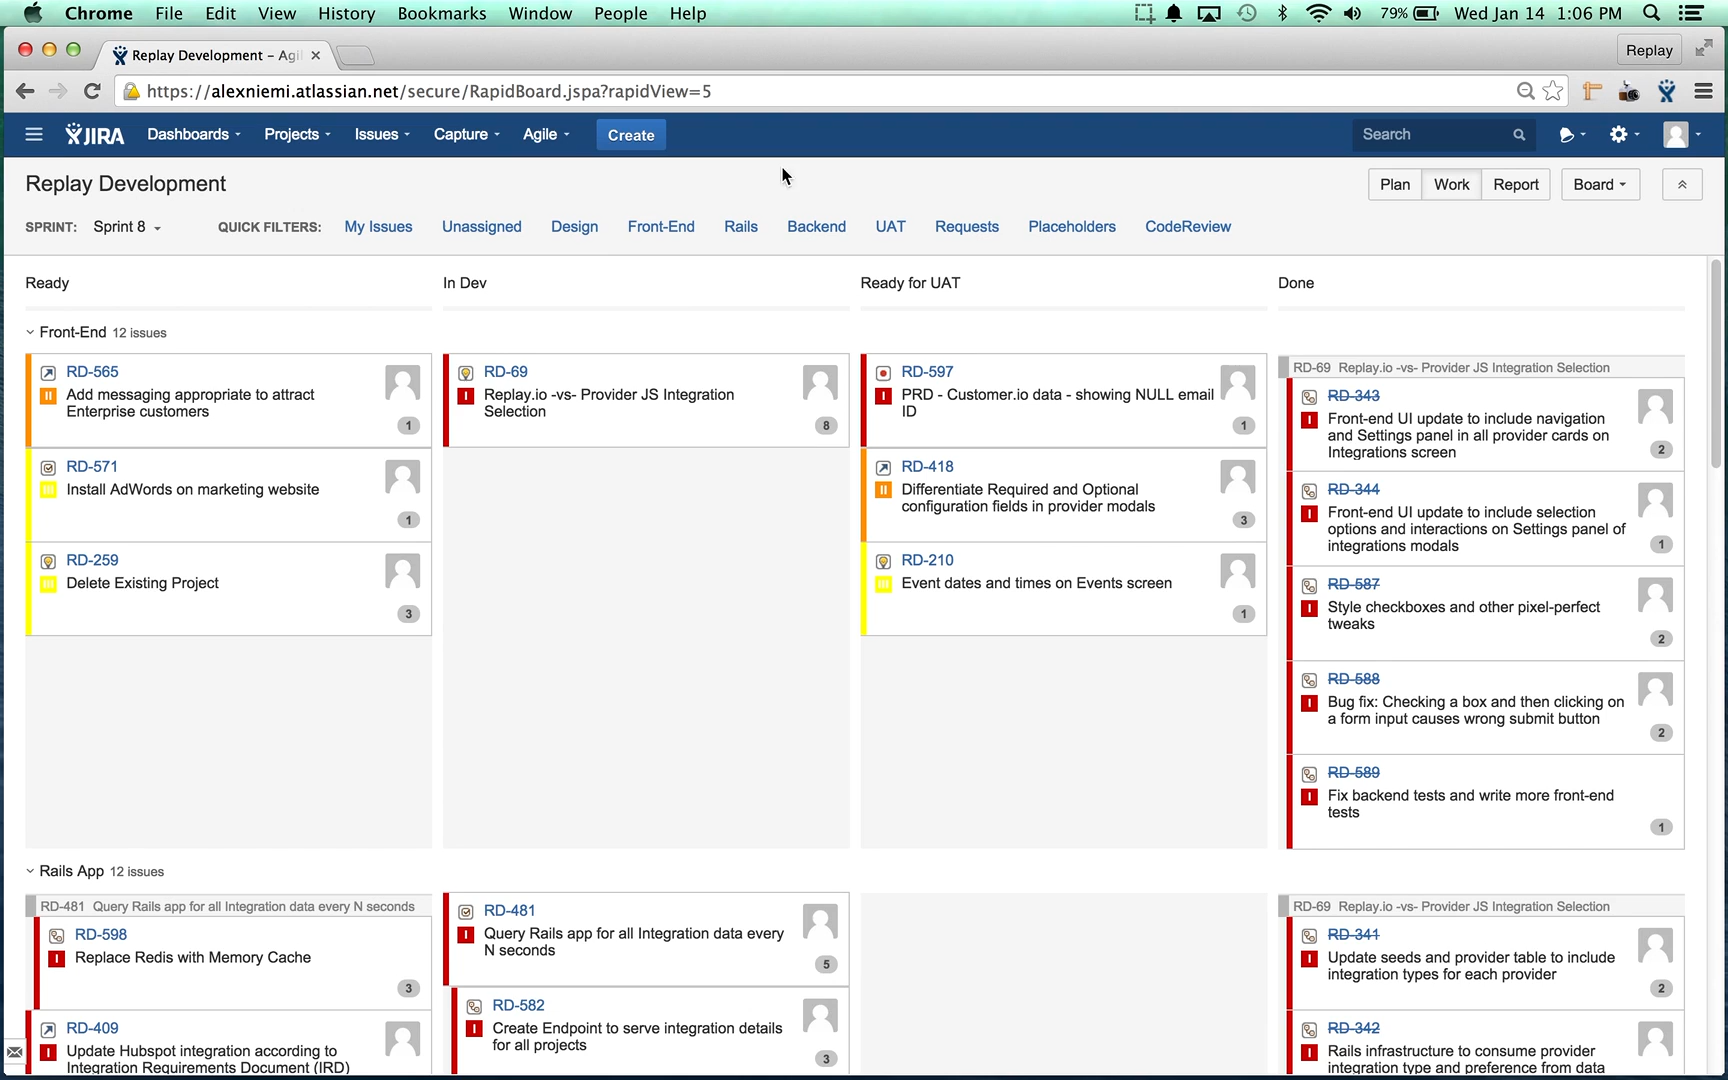 Chrome File Edit View History Bookmarks Window People Help 79% Wed Jan 14 1:06 PM
Replay Development – Agil Replay
https://alexniemi.atlassian.net/secure/RapidBoard.jspa?rapidView=5
JIRA Dashboards Projects Issues Capture Agile Create Search
Replay Development Plan Work Report Board
SPRINT: Sprint 8 QUICK FILTERS: My Issues Unassigned Design Front-End Rails Backend UAT Requests Placeholders CodeReview
Ready In Dev Ready for UAT Done
Front-End 12 issues
RD-565
Add messaging appropriate to attract
Enterprise customers
1
RD-571
Install AdWords on marketing website
1
RD-259
Delete Existing Project
3
RD-69
Replay.io -vs- Provider JS Integration
Selection
8
RD-597
PRD - Customer.io data - showing NULL email
ID
1
RD-418
Differentiate Required and Optional
configuration fields in provider modals
3
RD-210
Event dates and times on Events screen
1
RD-69 Replay.io -vs- Provider JS Integration Selection
RD-343
Front-end UI update to include navigation
and Settings panel in all provider cards on
Integrations screen
2
RD-344
Front-end UI update to include selection
options and interactions on Settings panel of
integrations modals
1
RD-587
Style checkboxes and other pixel-perfect
tweaks
2
RD-588
Bug fix: Checking a box and then clicking on
a form input causes wrong submit button
2
RD-589
Fix backend tests and write more front-end
tests
1
Rails App 12 issues
RD-481 Query Rails app for all Integration data every N seconds
RD-598
Replace Redis with Memory Cache
3
RD-409
Update Hubspot integration according to
Integration Requirements Document (IRD)
RD-481
Query Rails app for all Integration data every
N seconds
5
RD-582
Create Endpoint to serve integration details
for all projects
3
RD-69 Replay.io -vs- Provider JS Integration Selection
RD-341
Update seeds and provider table to include
integration types for each provider
2
RD-342
Rails infrastructure to consume provider
integration type and preference from data